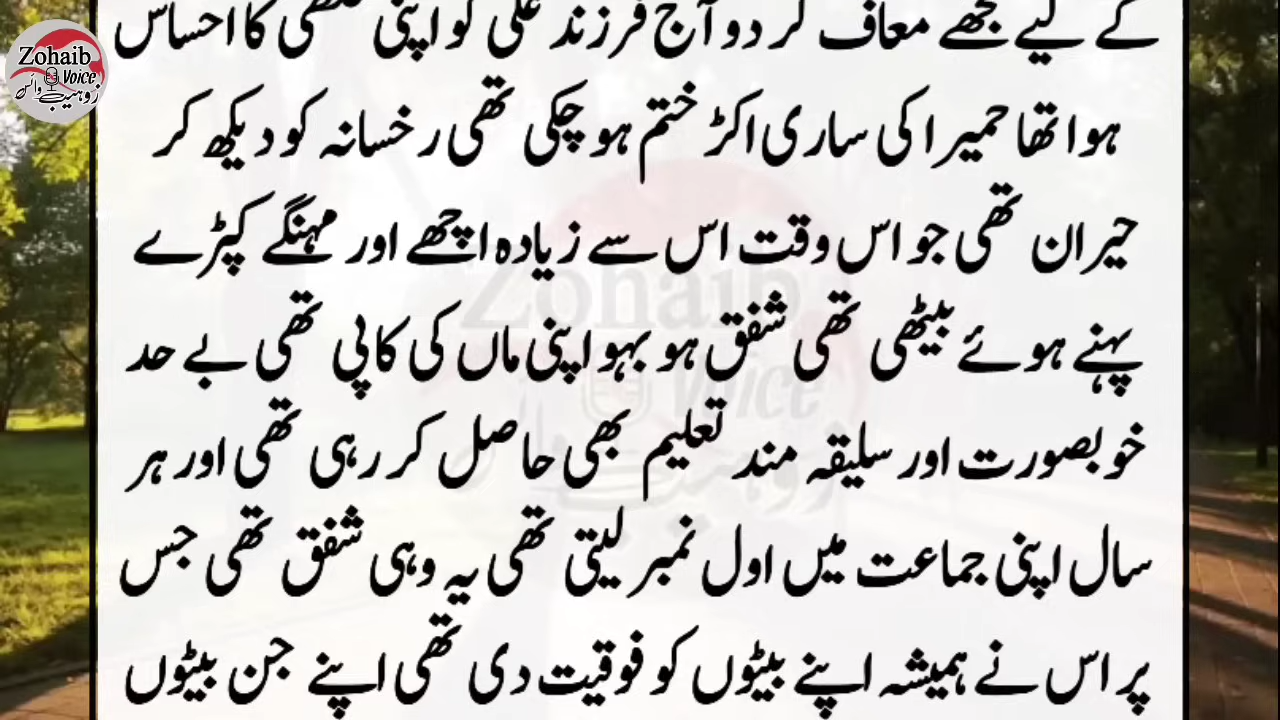 Zohaib
Voice
زوہیب وائس
کے لیے مجھے معاف کر دو آج فرزند علی کو اپنی غلطی کا احساس
ہوا تھا حمیرا کی ساری اکڑ ختم ہو چکی تھی رخسانہ کو دیکھ کر
حیران تھی جو اس وقت اس سے زیادہ اچھے اور مہنگے کپڑے
پہنے ہوئے بیٹھی تھی شفق ہو بہو اپنی ماں کی کاپی تھی بے حد
خوبصورت اور سلیقہ مند تعلیم بھی حاصل کر رہی تھی اور ہر
سال اپنی جماعت میں اول نمبر لیتی تھی یہ وہی شفق تھی جس
پر اس نے ہمیشہ اپنے بیٹوں کو فوقیت دی تھی اپنے جن بیٹوں